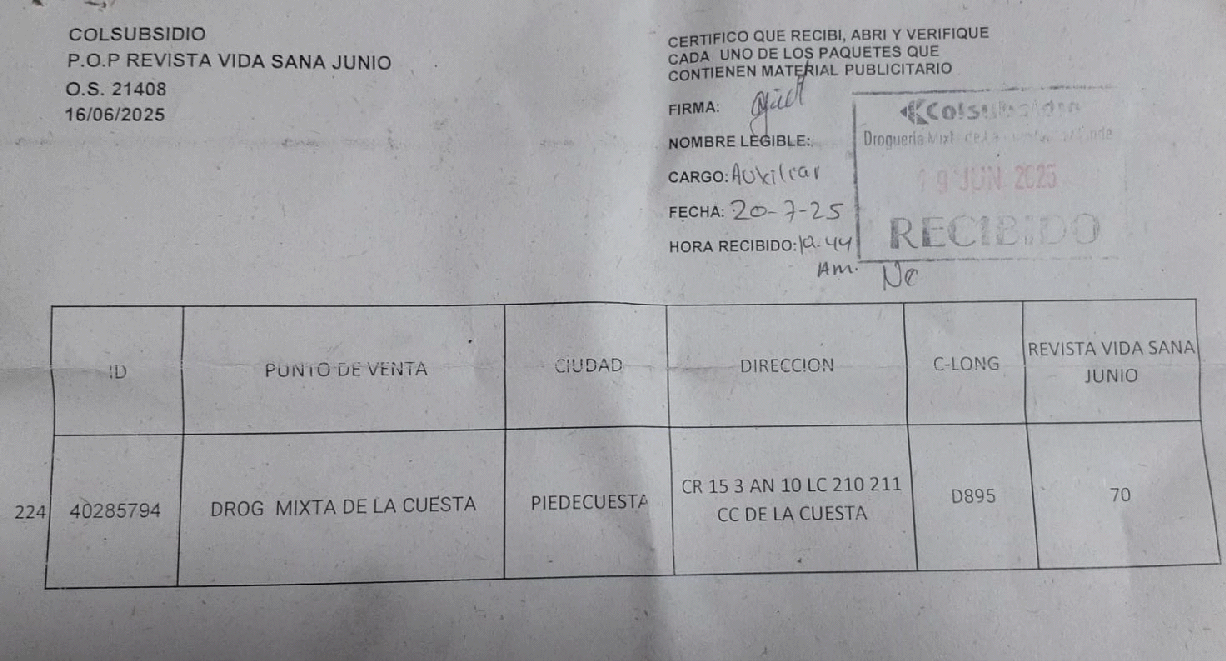 COLSUBSIDIO
P.O.P REVISTA VIDA SANA JUNIO
O.S. 21408
16/06/2025
CERTIFICO QUE RECIBI, ABRI Y VERIFIQUE
CADA UNO DE LOS PAQUETES QUE
CONTIENEN MATERIAL PUBLICITARIO
FIRMA:
NOMBRE LEGIBLE:
CARGO: Auxiliar
FECHA: 20-7-25
HORA RECIBIDO:
Am.
Colsubsidio
Droguería
19 JUN 2025
RECIBIDO
ID
PUNTO DE VENTA
CIUDAD
DIRECCION
C-LONG
REVISTA VIDA SANA
JUNIO
224
40285794
DROG MIXTA DE LA CUESTA
PIEDECUESTA
CR 15 3 AN 10 LC 210 211
CC DE LA CUESTA
D895
70